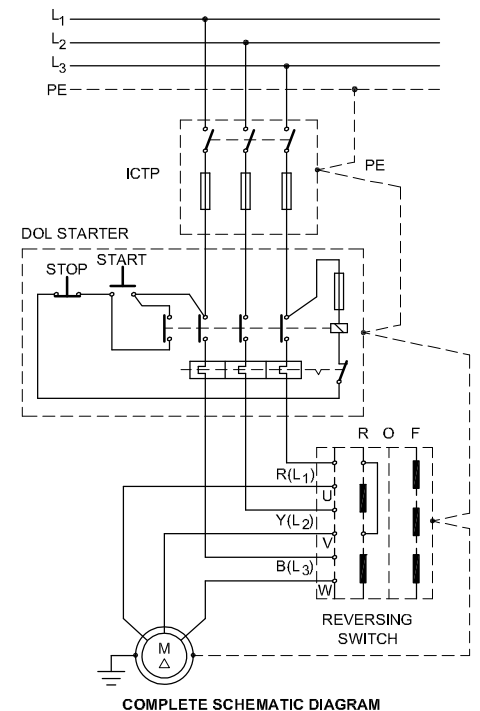 L1
L2
L3
PE
ICTP
PE
DOL STARTER
STOP
START
R O F
R(L1)
U
Y(L2)
V
B(L3)
W
REVERSING
SWITCH
M
△
COMPLETE SCHEMATIC DIAGRAM